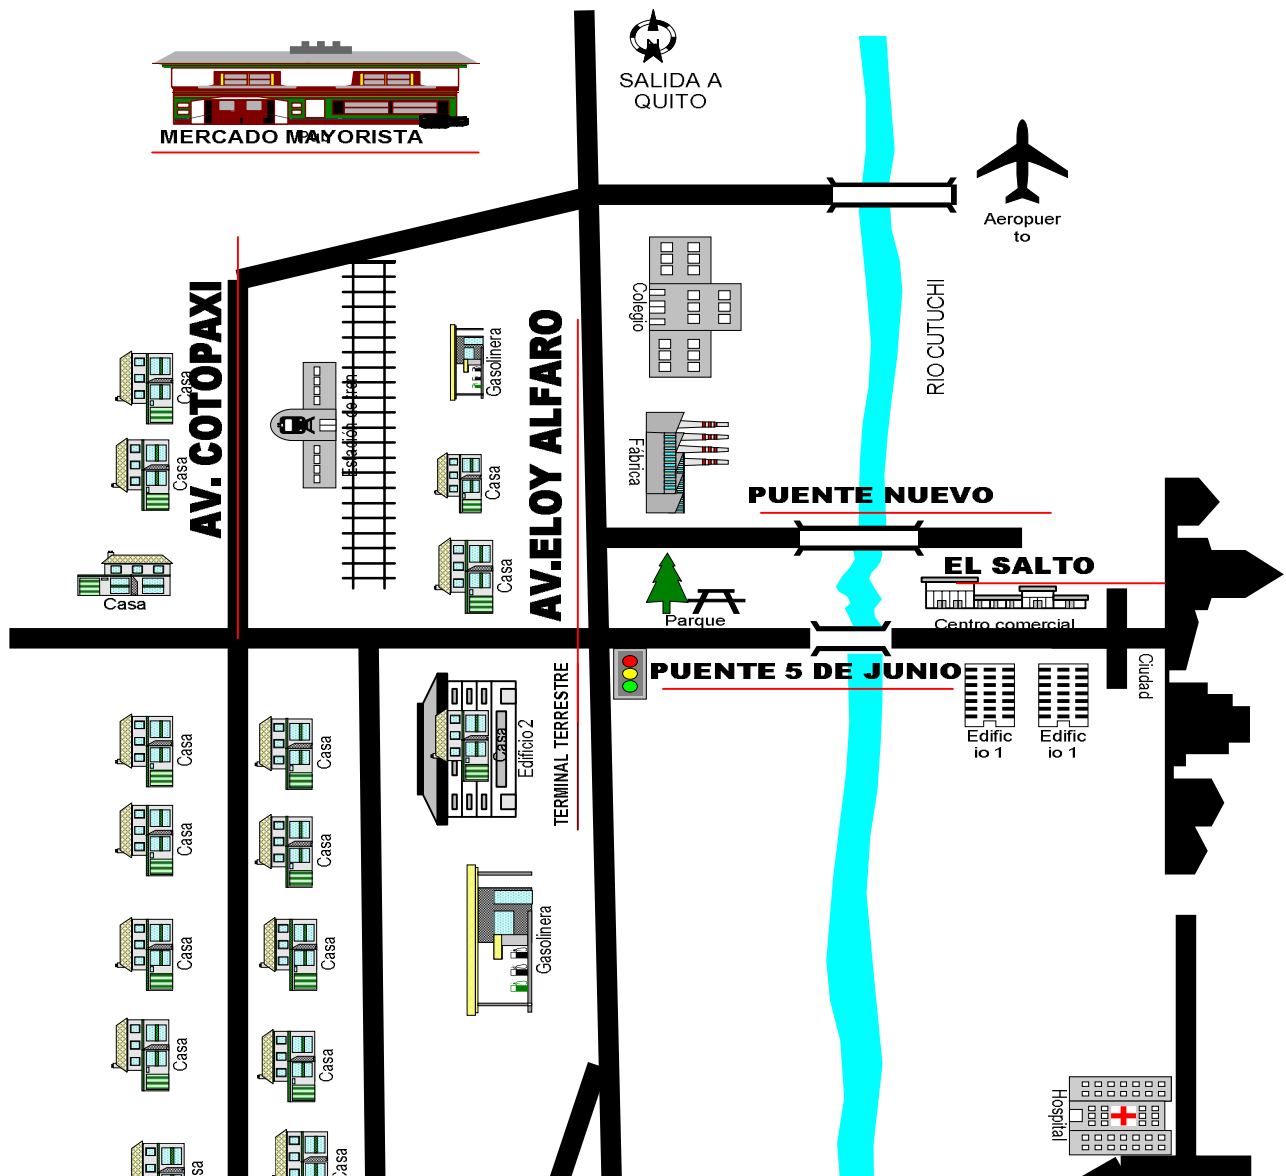 N
SALIDA A
QUITO
MERCADO MAYORISTA
Aeropuer
to
RIO CUTUCHI
Colegio
AV. COTOPAXI
AV.ELOY ALFARO
Gasolinera
Casa
Estación de tren
Fábrica
Casa
Casa
Casa
PUENTE NUEVO
EL SALTO
Casa
Parque
Centro comercial
PUENTE 5 DE JUNIO
Ciudad
TERMINAL TERRESTRE
Edificio 2
Casa
Edific
io 1
Edific
io 1
Casa
Casa
Casa
Casa
Gasolinera
Casa
Casa
Casa
Casa
Hospital